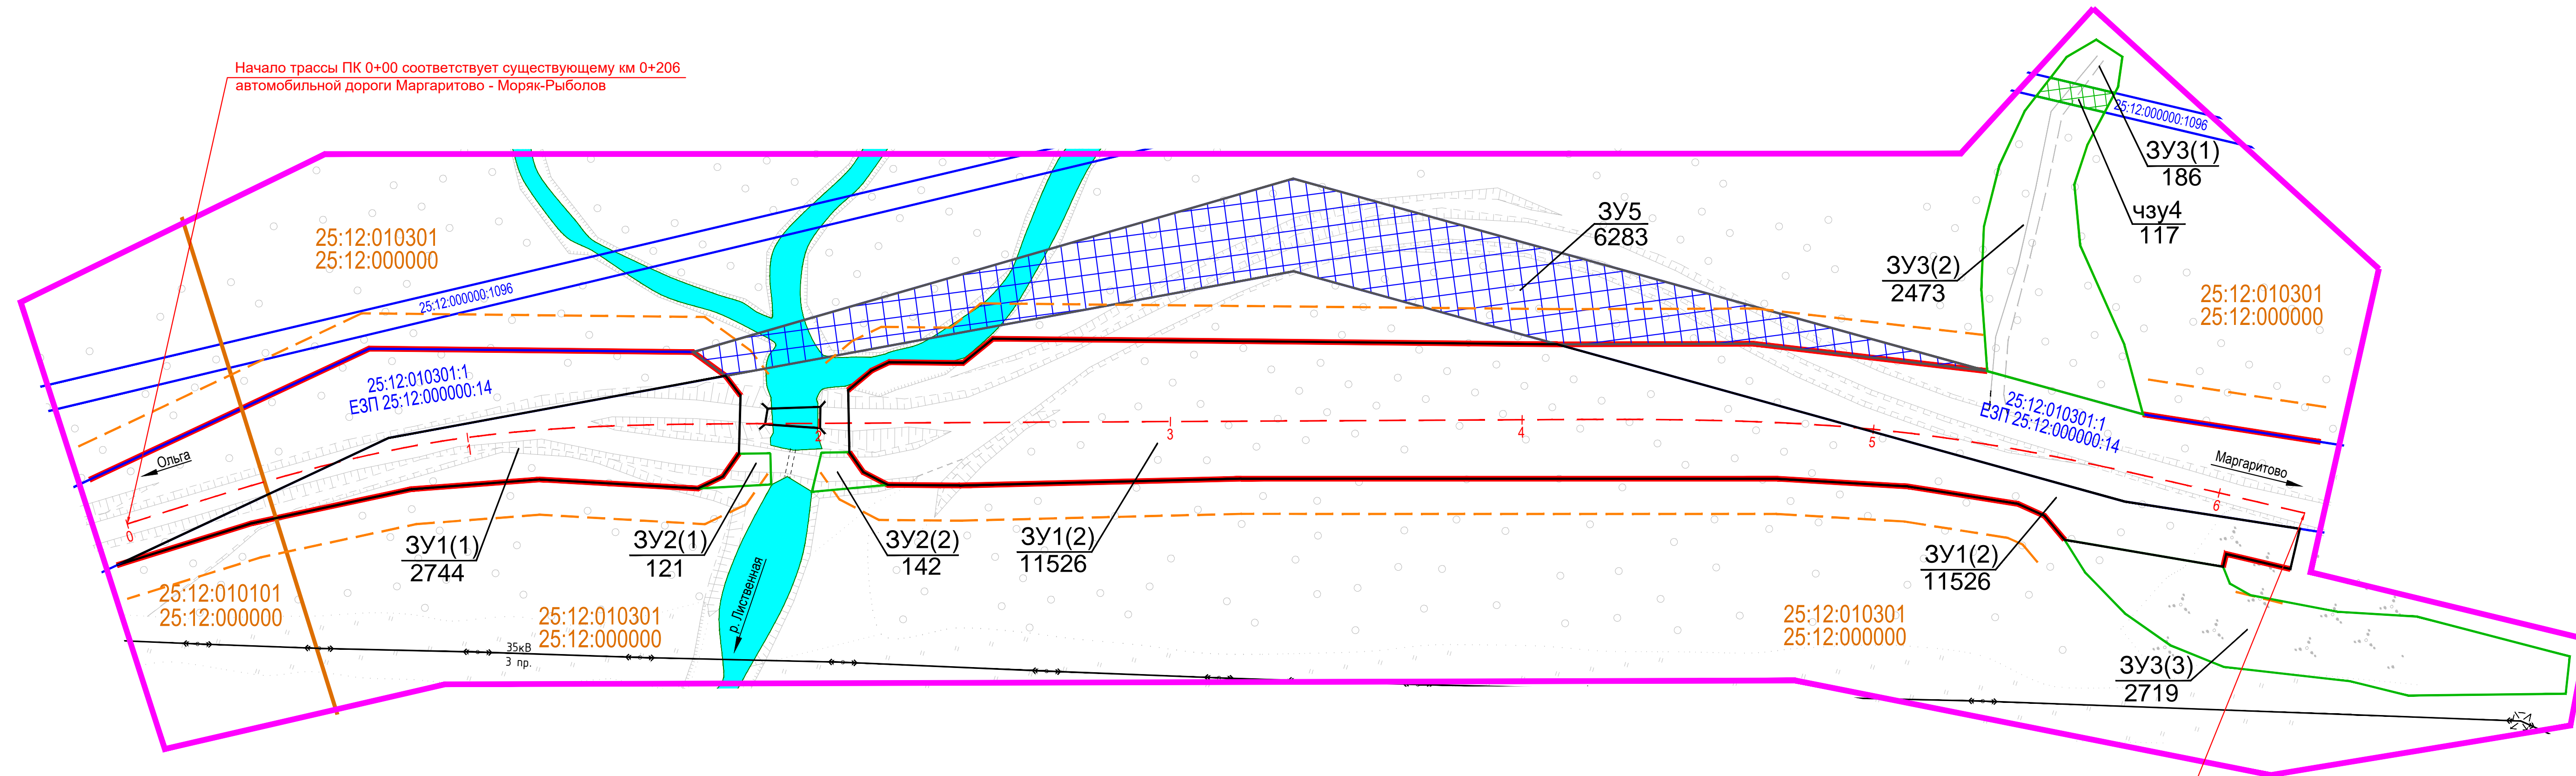 Начало трассы ПК 0+00 соответствует существующему км 0+206
автомобильной дороги Маргаритово - Моряк-Рыболов
25:12:000000:1096
ЗУ3(1)
186
чзу4
117
ЗУ5
6283
ЗУ3(2)
2473
25:12:010301
25:12:000000
25:12:010301
25:12:000000
25:12:000000:1096
25:12:010301:1
ЕЗП 25:12:000000:14
25:12:010301:1
ЕЗП 25:12:000000:14
Ольга
Маргаритово
0
1
2
3
4
5
6
ЗУ1(1)
2744
ЗУ2(1)
121
ЗУ2(2)
142
ЗУ1(2)
11526
ЗУ1(2)
11526
р. Лиственная
25:12:010101
25:12:000000
25:12:010301
25:12:000000
25:12:010301
25:12:000000
35кВ
3 пр.
ЗУ3(3)
2719